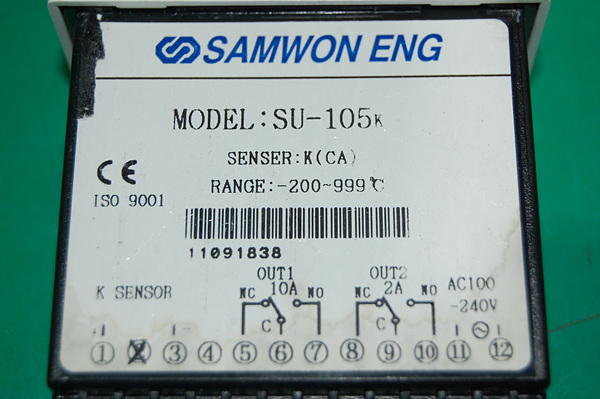 SAMWON ENG
MODEL:SU-105K
SENSER:K(CA)
RANGE:-200~999℃
CE
ISO 9001
11091838
OUT1 OUT2
K SENSOR NC 10A NO NC 2A NO AC100
C C -240V
+ -
① ③ ④ ⑤ ⑥ ⑦ ⑧ ⑨ ⑩ ⑪ ⑫